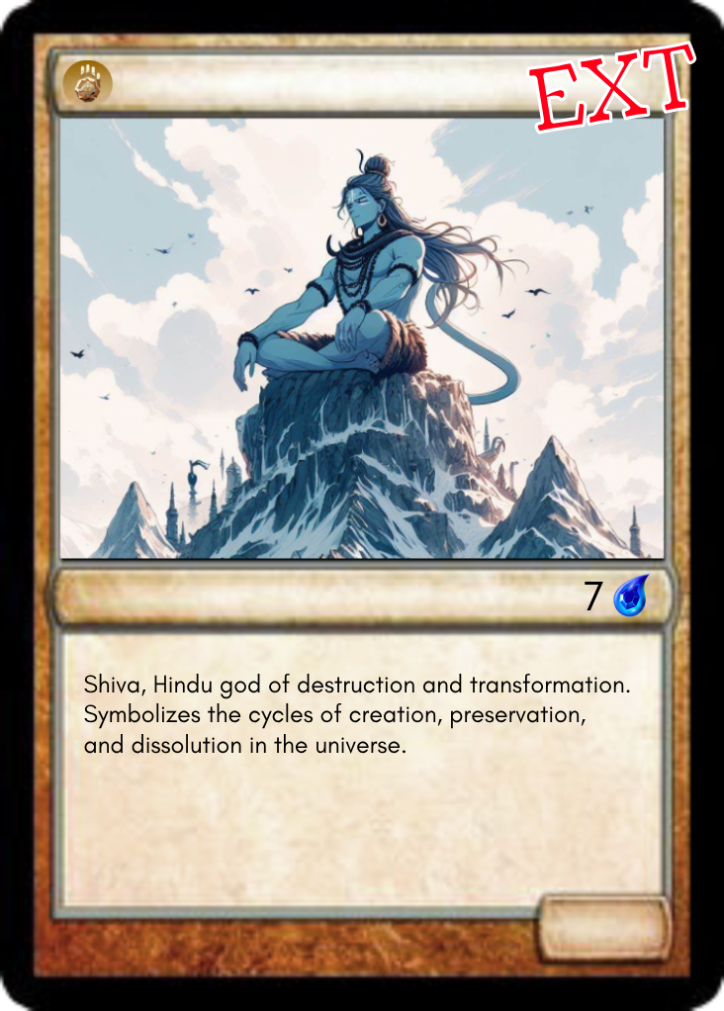 EXT
7
Shiva, Hindu god of destruction and transformation.
Symbolizes the cycles of creation, preservation,
and dissolution in the universe.